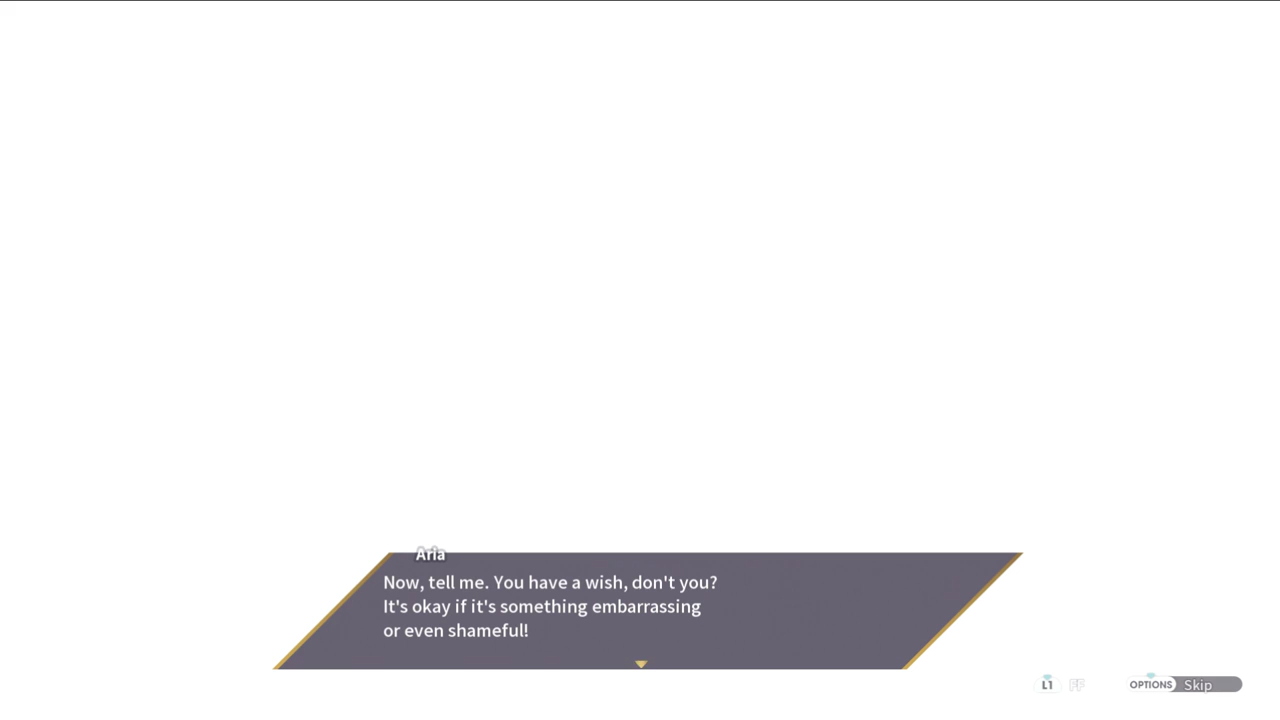 Aria
Now, tell me. You have a wish, don't you?
It's okay if it's something embarrassing
or even shameful!
L1 FF OPTIONS Skip